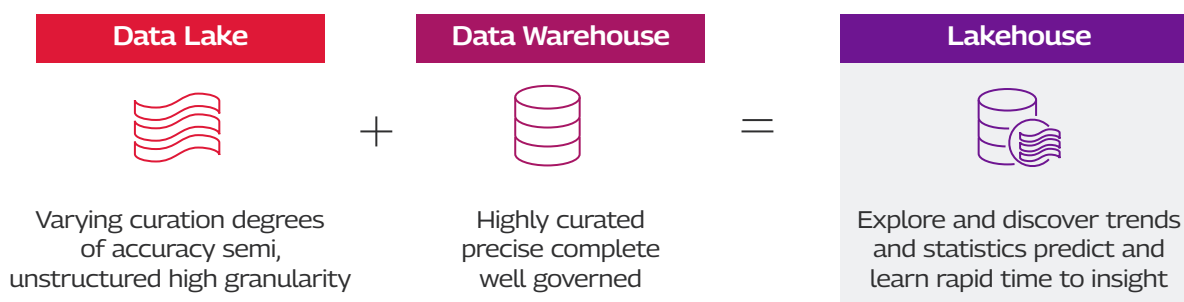 Data Lake
Data Warehouse
Lakehouse
+
=
Varying curation degrees
of accuracy semi,
unstructured high granularity
Highly curated
precise complete
well governed
Explore and discover trends
and statistics predict and
learn rapid time to insight